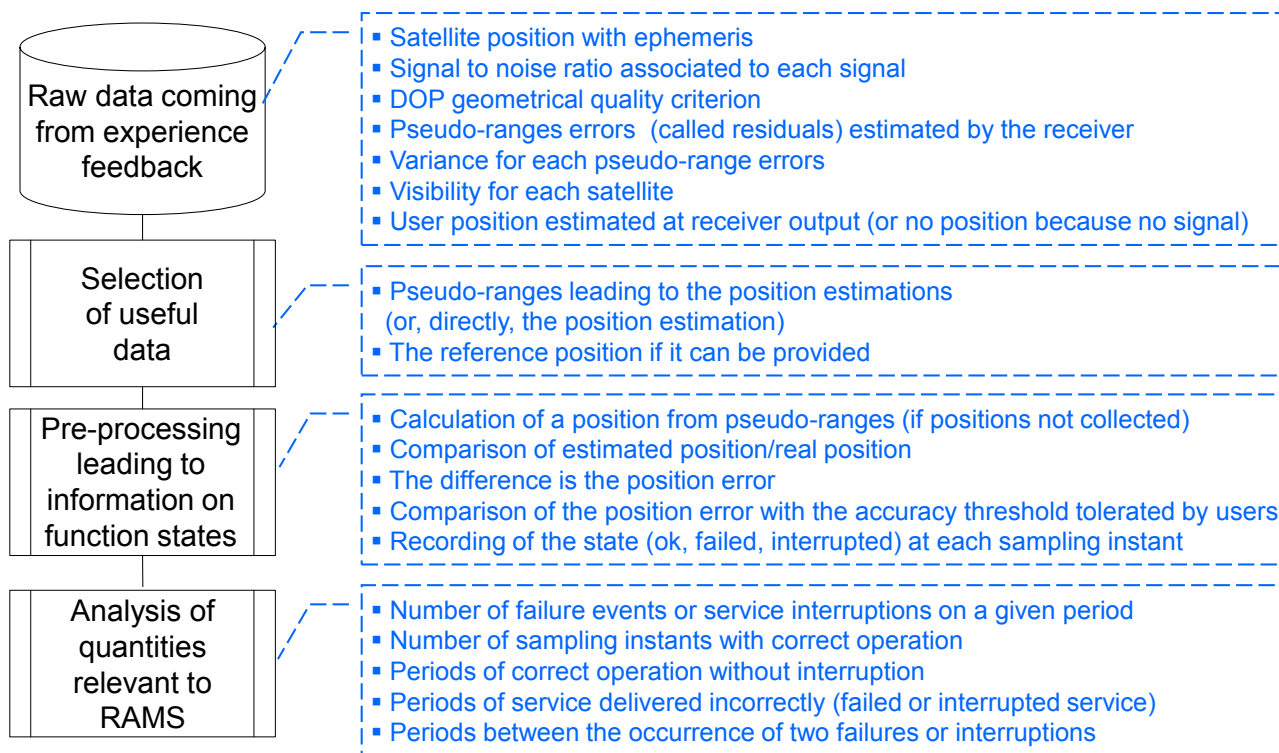 Raw data coming
from experience
feedback
▪ Satellite position with ephemeris
▪ Signal to noise ratio associated to each signal
▪ DOP geometrical quality criterion
▪ Pseudo-ranges errors (called residuals) estimated by the receiver
▪ Variance for each pseudo-range errors
▪ Visibility for each satellite
▪ User position estimated at receiver output (or no position because no signal)
Selection
of useful
data
▪ Pseudo-ranges leading to the position estimations
(or, directly, the position estimation)
▪ The reference position if it can be provided
Pre-processing
leading to
information on
function states
▪ Calculation of a position from pseudo-ranges (if positions not collected)
▪ Comparison of estimated position/real position
▪ The difference is the position error
▪ Comparison of the position error with the accuracy threshold tolerated by users
▪ Recording of the state (ok, failed, interrupted) at each sampling instant
Analysis of
quantities
relevant to
RAMS
▪ Number of failure events or service interruptions on a given period
▪ Number of sampling instants with correct operation
▪ Periods of correct operation without interruption
▪ Periods of service delivered incorrectly (failed or interrupted service)
▪ Periods between the occurrence of two failures or interruptions